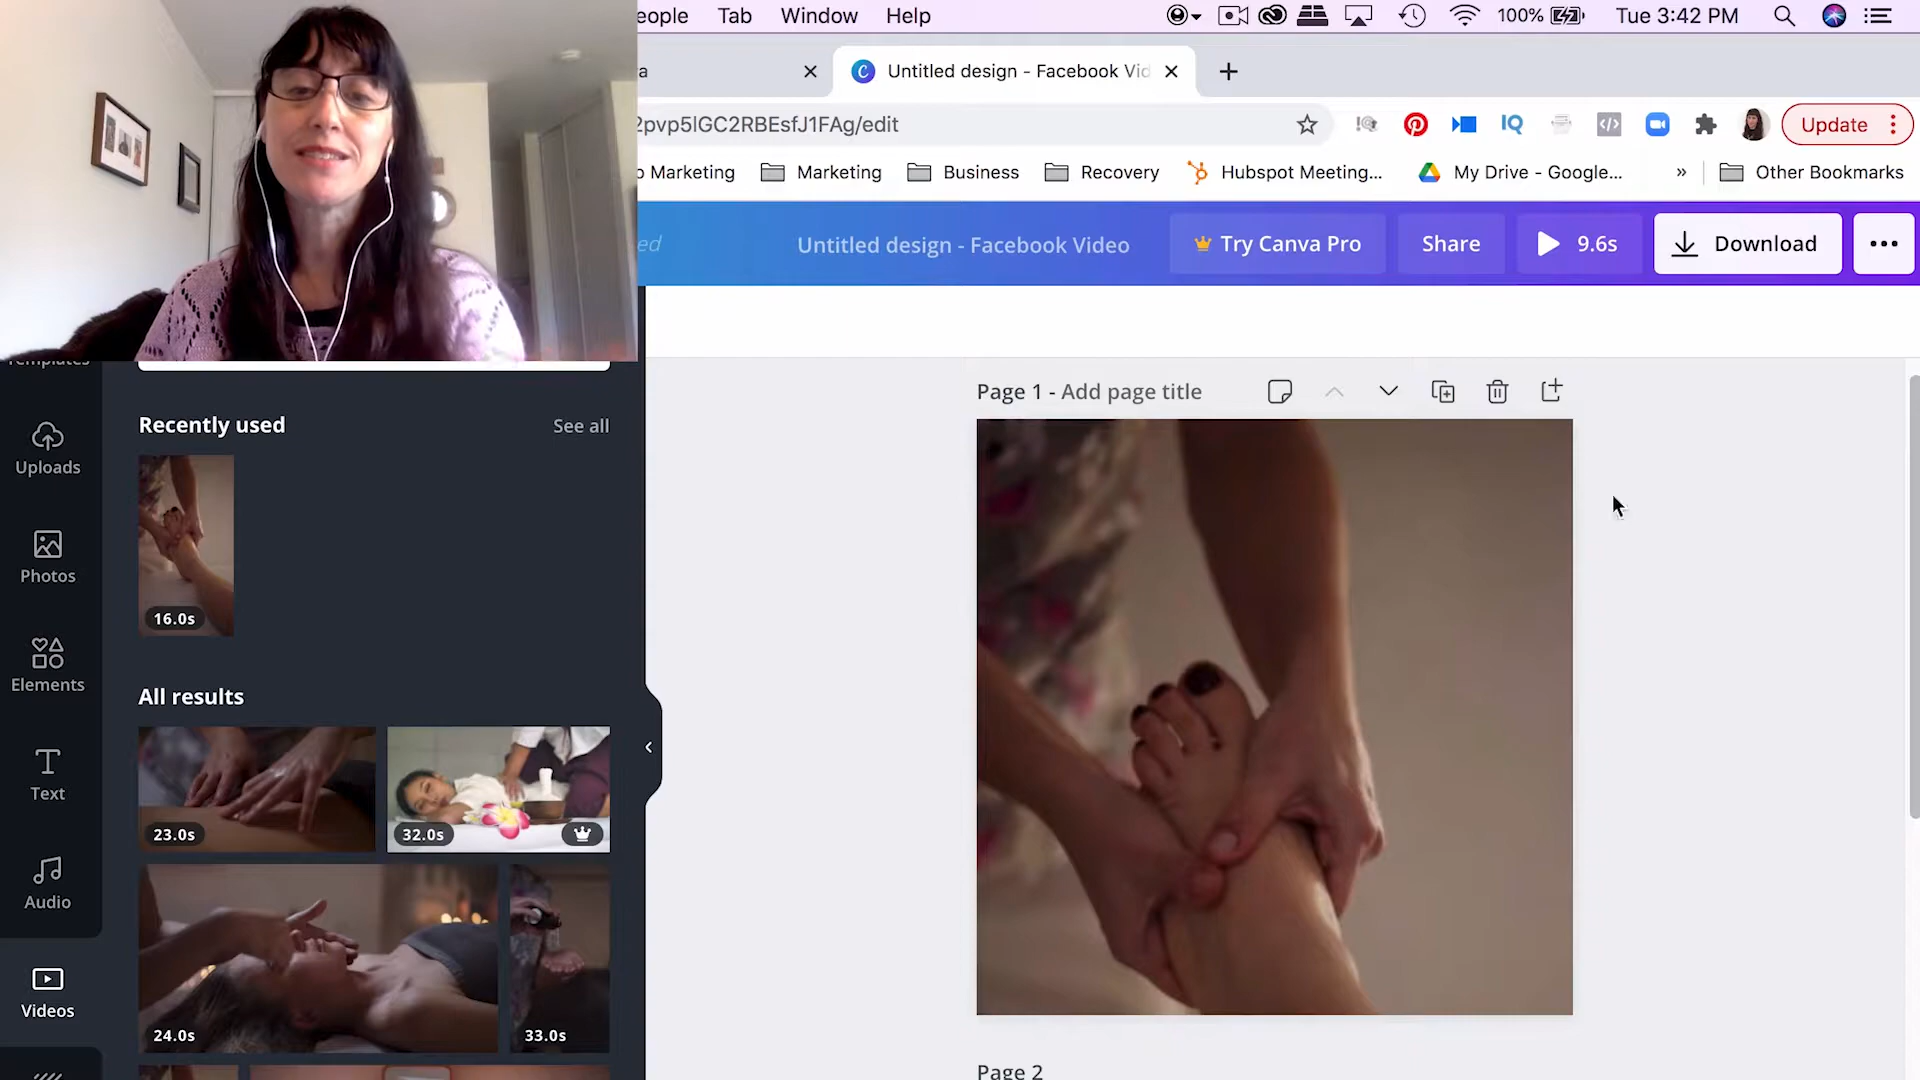 eople Tab Window Help 100% Tue 3:42 PM
a Untitled design - Facebook Vid
2pvp5lGC2RBEsfJ1FAg/edit IQ Update
Marketing Marketing Business Recovery Hubspot Meeting... My Drive - Google... » Other Bookmarks
ed Untitled design - Facebook Video Try Canva Pro Share 9.6s Download
Templates
Uploads
Photos
Elements
Text
Audio
Videos
Recently used See all
16.0s
All results
23.0s 32.0s
24.0s 33.0s
Page 1 - Add page title
Page 2